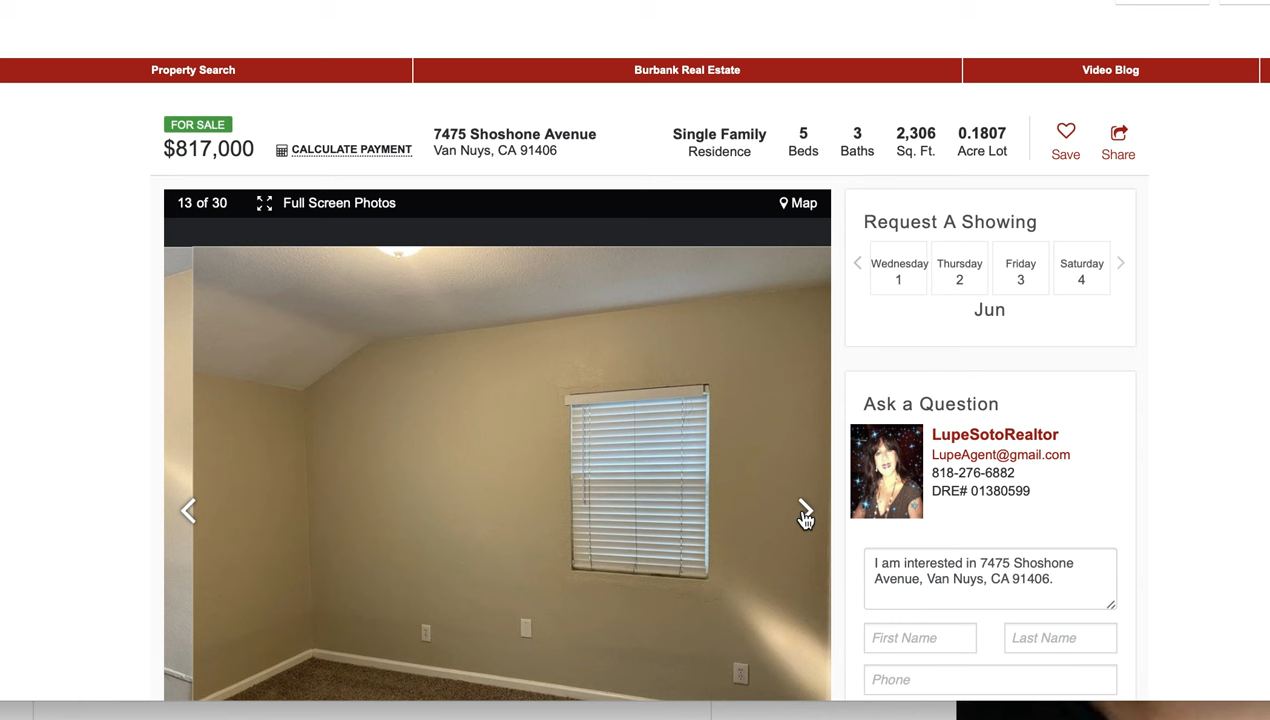 Property Search
Burbank Real Estate
Video Blog
FOR SALE
$817,000
CALCULATE PAYMENT
7475 Shoshone Avenue
Van Nuys, CA 91406
Single Family
Residence
5
Beds
3
Baths
2,306
Sq. Ft.
0.1807
Acre Lot
Save
Share
13 of 30
Full Screen Photos
Map
Request A Showing
Wednesday
1
Thursday
2
Friday
3
Saturday
4
Jun
Ask a Question
LupeSotoRealtor
LupeAgent@gmail.com
818-276-6882
DRE# 01380599
I am interested in 7475 Shoshone
Avenue, Van Nuys, CA 91406.
First Name
Last Name
Phone